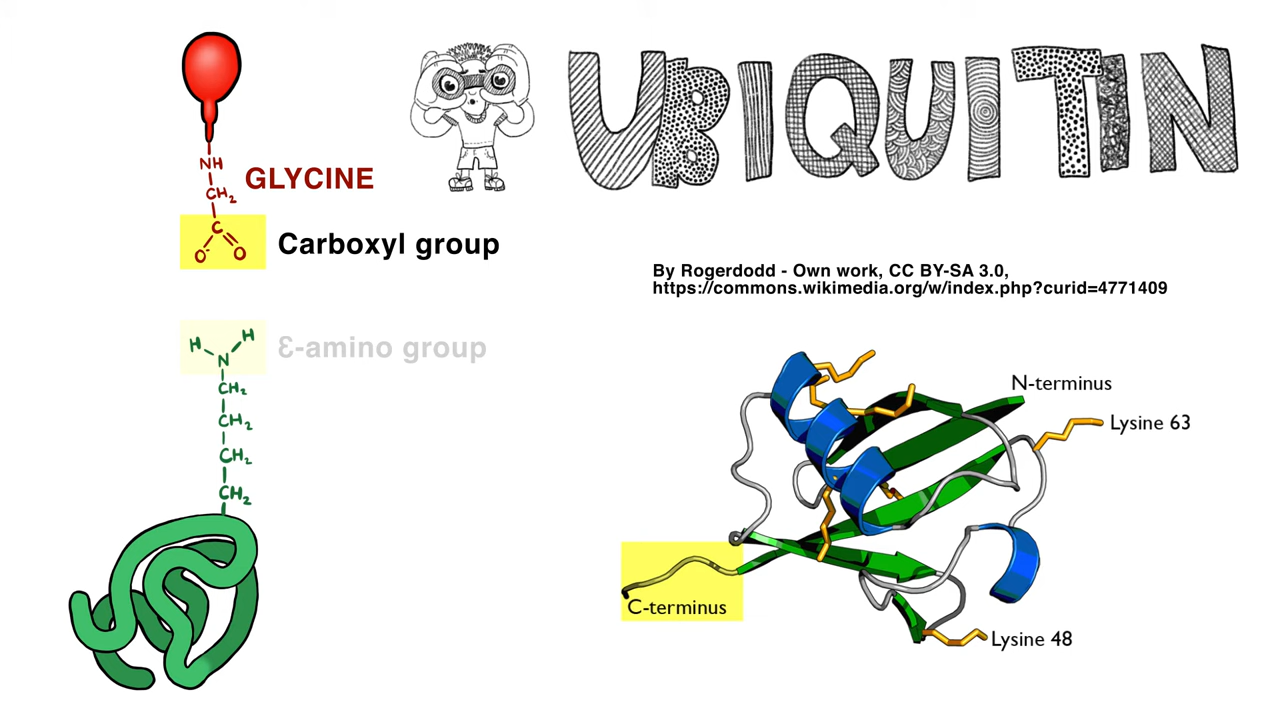 UBIQUITIN
NH
GLYCINE
CH2
C
O- O
Carboxyl group
By Rogerdodd - Own work, CC BY-SA 3.0,
https://commons.wikimedia.org/w/index.php?curid=4771409
H H
N
Ɛ-amino group
CH2
CH2
CH2
CH2
N-terminus
Lysine 63
C-terminus
Lysine 48